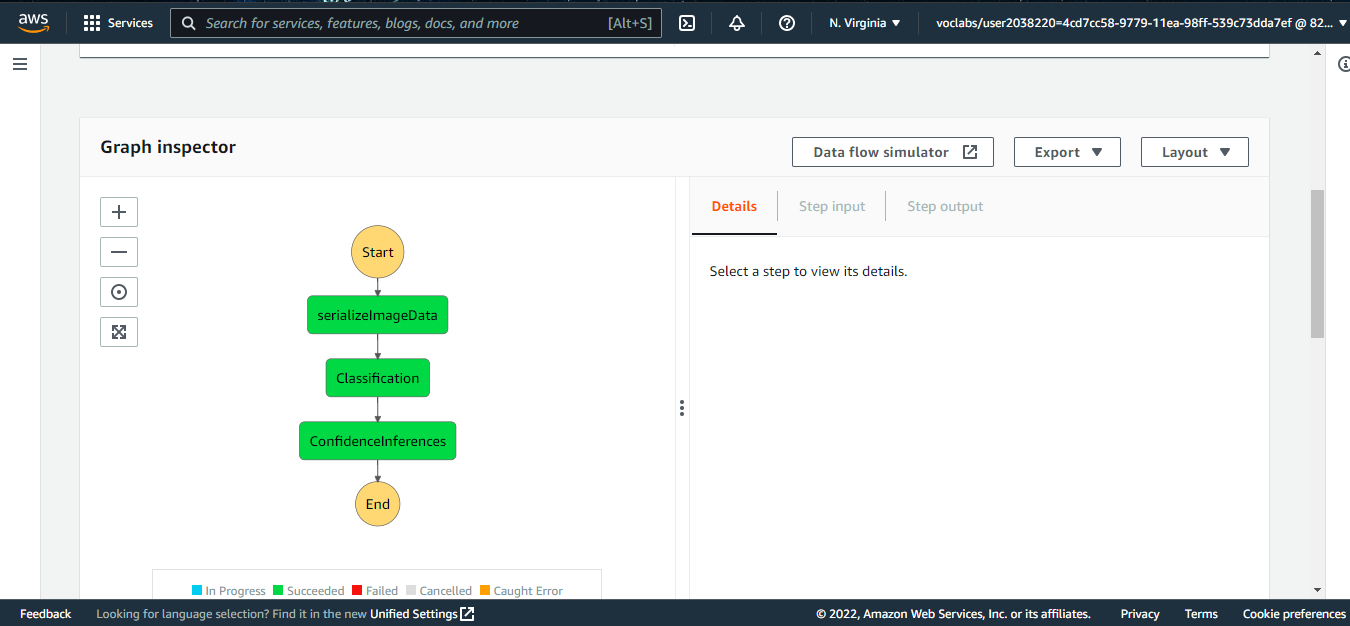 aws
Services
Search for services, features, blogs, docs, and more
[Alt+S]
N. Virginia
voclabs/user2038220=4cd7cc58-9779-11ea-98ff-539c73dda7ef @ 82...
Graph inspector
Data flow simulator
Export
Layout
Details
Step input
Step output
Select a step to view its details.
Start
serializeImageData
Classification
ConfidenceInferences
End
In Progress Succeeded Failed Cancelled Caught Error
Feedback
Looking for language selection? Find it in the new Unified Settings
© 2022, Amazon Web Services, Inc. or its affiliates.
Privacy
Terms
Cookie preferences